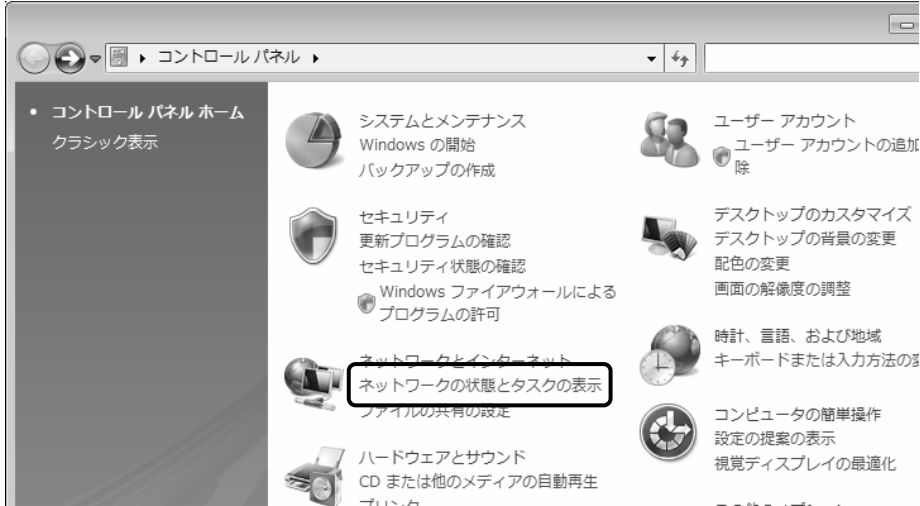 コントロール パネル
コントロール パネル ホーム
クラシック表示
システムとメンテナンス
Windows の開始
バックアップの作成
セキュリティ
更新プログラムの確認
セキュリティ状態の確認
Windows ファイアウォールによる
プログラムの許可
ネットワークとインターネット
ネットワークの状態とタスクの表示
ファイルの共有の設定
ハードウェアとサウンド
CD または他のメディアの自動再生
プリンタ
ユーザー アカウント
ユーザー アカウントの追加
除
デスクトップのカスタマイズ
デスクトップの背景の変更
配色の変更
画面の解像度の調整
時計、言語、および地域
キーボードまたは入力方法の変
コンピュータの簡単操作
設定の提案の表示
視覚ディスプレイの最適化